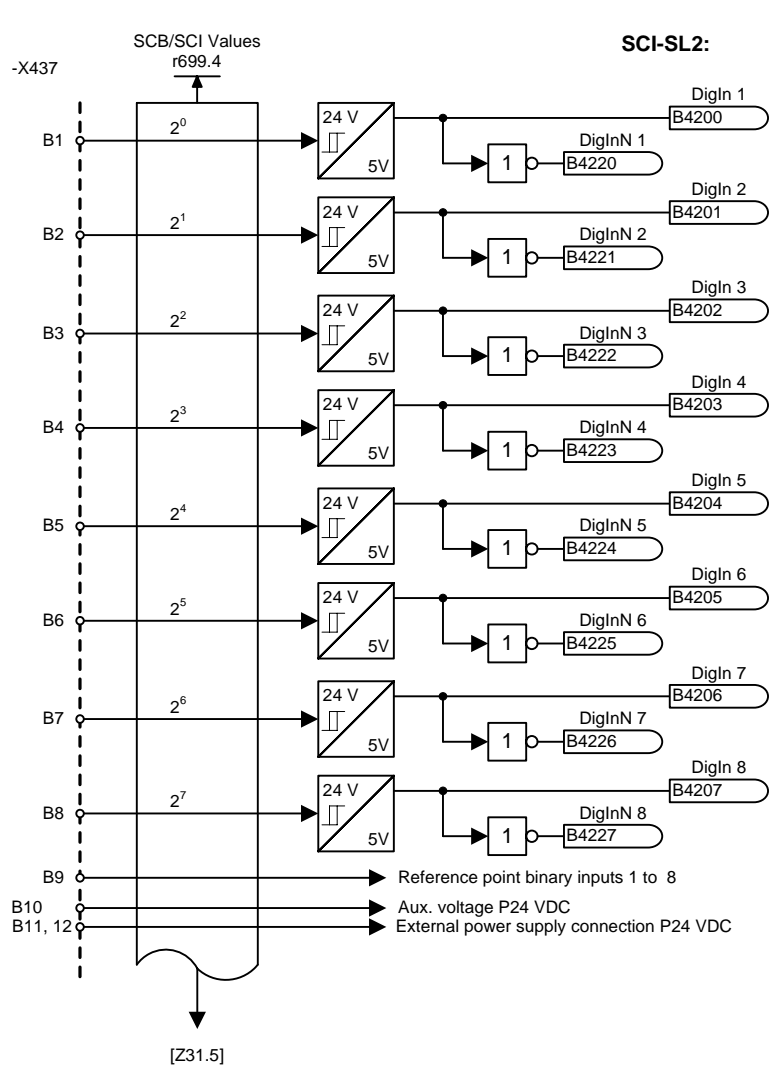 SCB/SCI Values
SCI-SL2:
-X437
r699.4
DigIn 1
24 V
B4200
B1
2⁰
DigInN 1
1
B4220
5V
DigIn 2
24 V
B4201
B2
2¹
DigInN 2
1
B4221
5V
DigIn 3
24 V
B4202
B3
2²
DigInN 3
1
B4222
5V
DigIn 4
24 V
B4203
B4
2³
DigInN 4
1
B4223
5V
DigIn 5
24 V
B4204
B5
2⁴
DigInN 5
1
B4224
5V
DigIn 6
24 V
B4205
B6
2⁵
DigInN 6
1
B4225
5V
DigIn 7
24 V
B4206
B7
2⁶
DigInN 7
1
B4226
5V
DigIn 8
24 V
B4207
B8
2⁷
DigInN 8
1
B4227
5V
B9
Reference point binary inputs 1 to 8
B10
Aux. voltage P24 VDC
B11, 12
External power supply connection P24 VDC
[Z31.5]